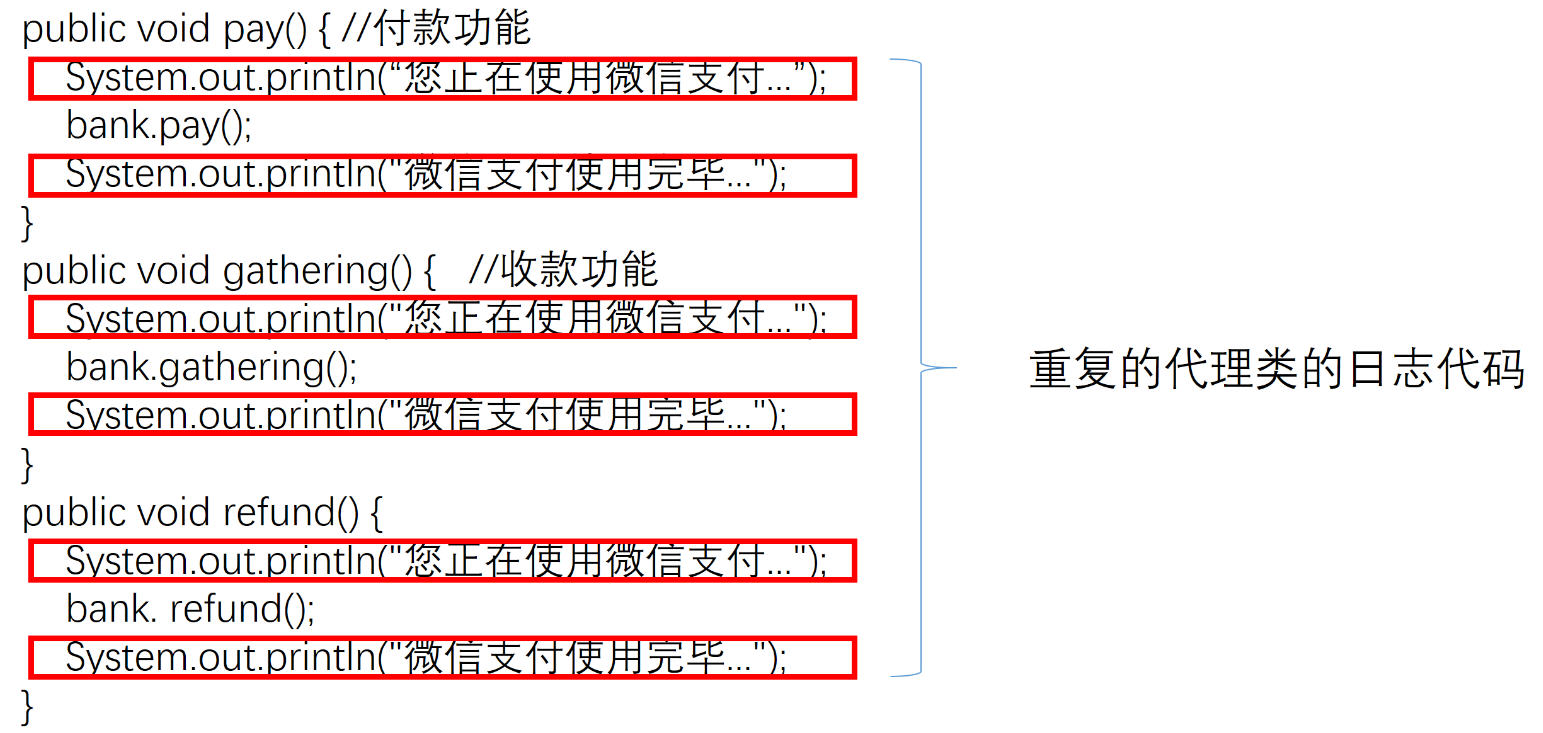 public void pay() { //付款功能
System.out.println(“您正在使用微信支付...”);
bank.pay();
System.out.println("微信支付使用完毕...");
}
public void gathering() { //收款功能
System.out.println("您正在使用微信支付...");
bank.gathering();
System.out.println("微信支付使用完毕...");
}
public void refund() {
System.out.println("您正在使用微信支付...");
bank. refund();
System.out.println("微信支付使用完毕...");
}
重复的代理类的日志代码